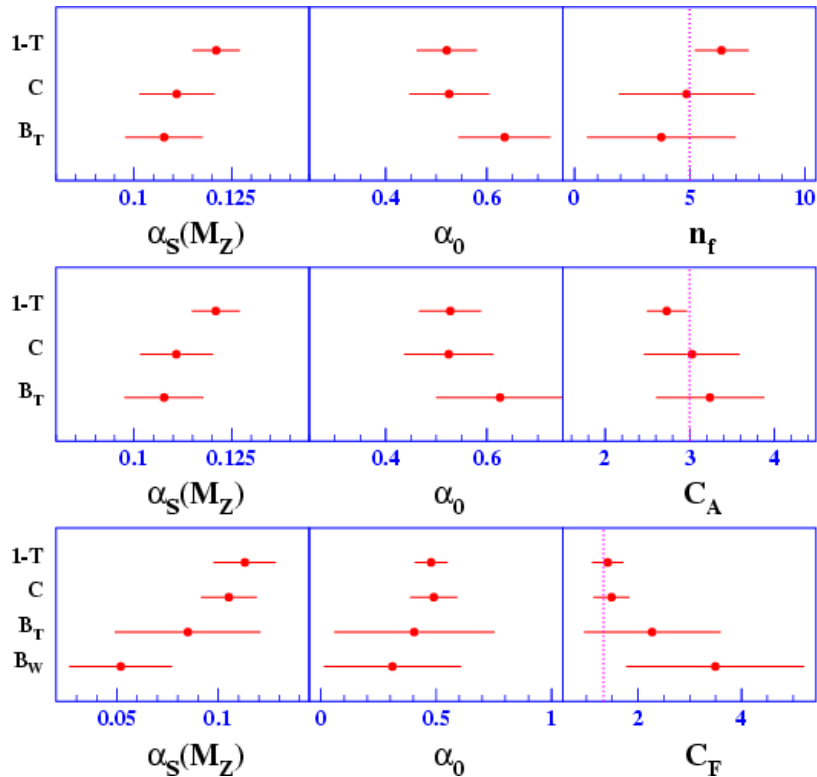 1-T
C
B_T
0.1 0.125 0.4 0.6 0 5 10
α_S(M_Z) α_0 n_f
1-T
C
B_T
0.1 0.125 0.4 0.6 2 3 4
α_S(M_Z) α_0 C_A
1-T
C
B_T
B_W
0.05 0.1 0 0.5 1 2 4
α_S(M_Z) α_0 C_F